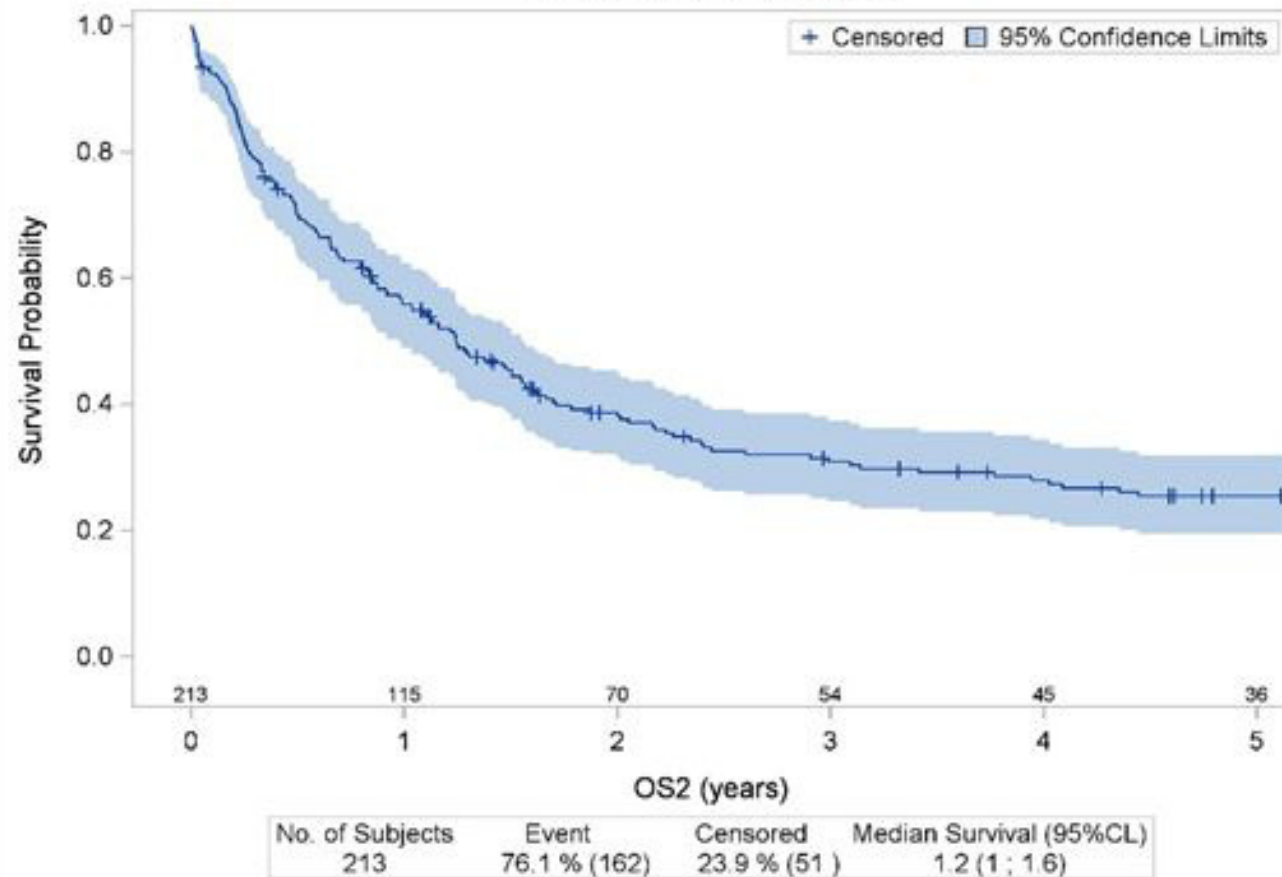 + Censored 95% Confidence Limits
1.0
0.8
0.6
0.4
0.2
0.0
Survival Probability
213 115 70 54 45 36
0 1 2 3 4 5
OS2 (years)
No. of Subjects Event Censored Median Survival (95%CL)
213 76.1 % (162) 23.9 % (51 ) 1.2 (1 ; 1.6)